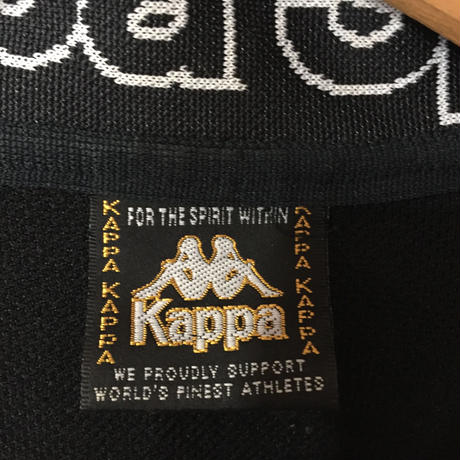 FOR THE SPIRIT WITHIN
KAPPA KAPPA
KAPPA KAPPA
Kappa
WE PROUDLY SUPPORT
WORLD'S FINEST ATHLETES